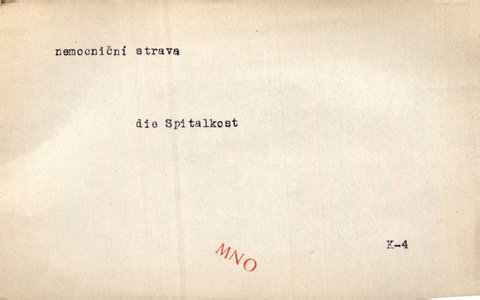 nemocniční strava
die Spitalkost
K-4
MNO